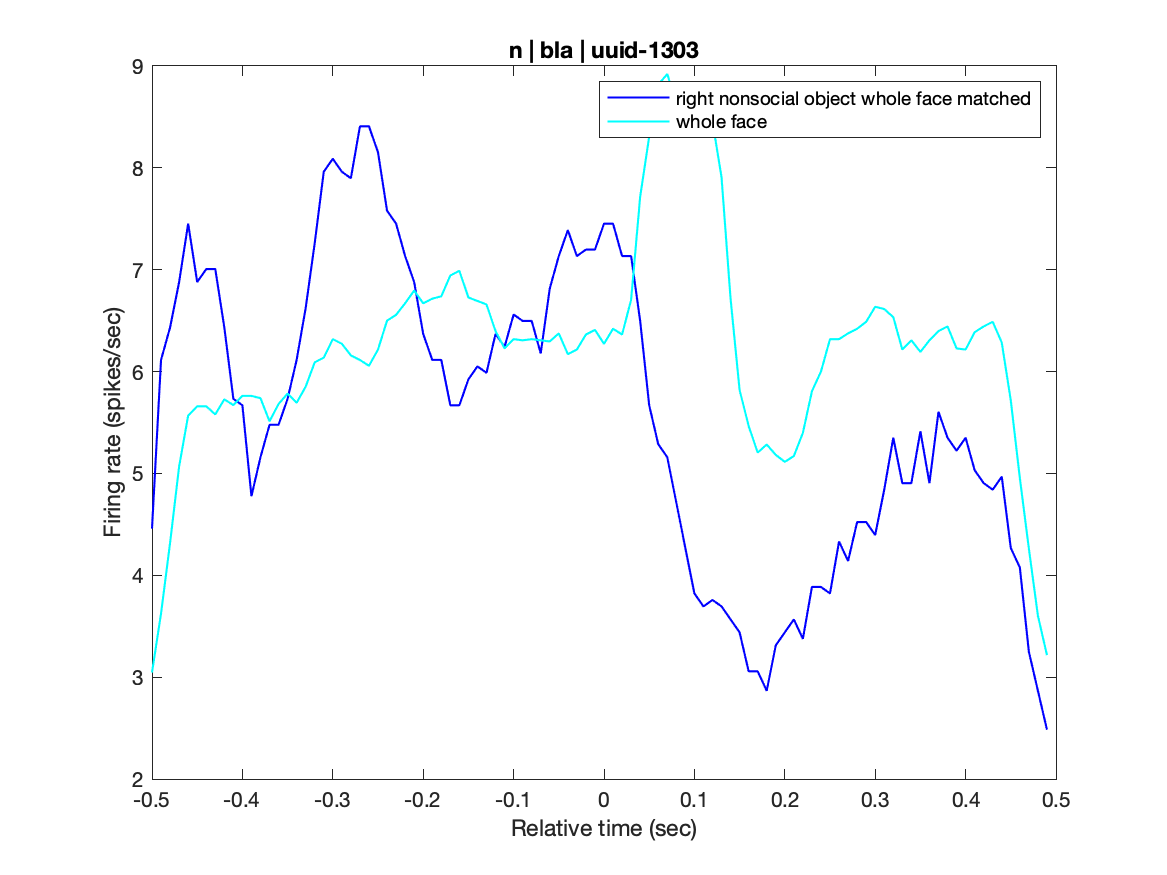 n | bla | uuid-1303
right nonsocial object whole face matched
whole face
Firing rate (spikes/sec)
9
8
7
6
5
4
3
2
-0.5 -0.4 -0.3 -0.2 -0.1 0 0.1 0.2 0.3 0.4 0.5
Relative time (sec)